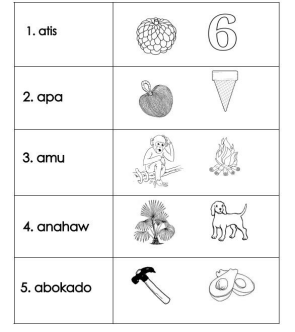 1. atis
6
2. apa
3. amu
4. anahaw
5. abokado